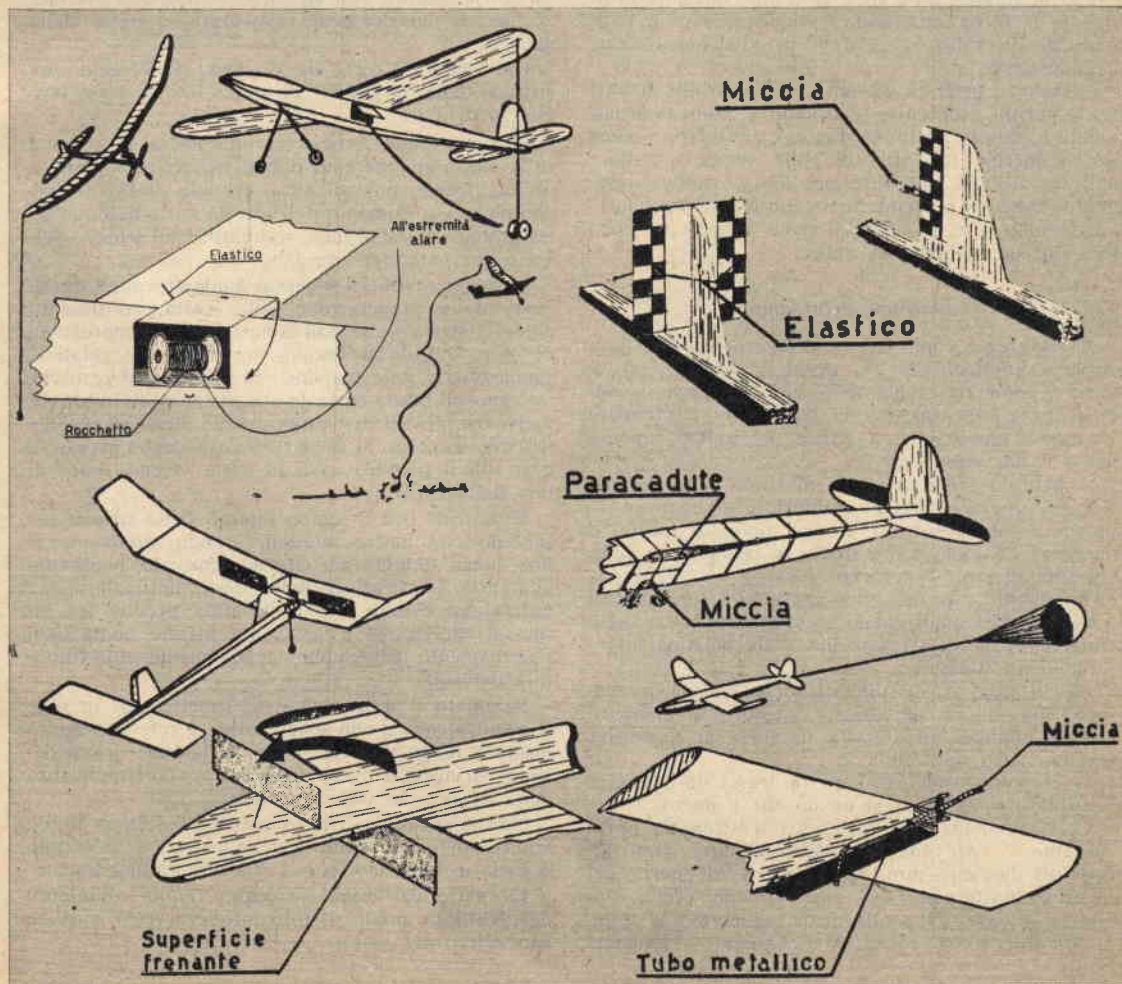 Miccia
All'estremità
alare
Elastico
Elastico
Rocchetto
Paracadute
Miccia
Miccia
Superficie
frenante
Tubo metallico